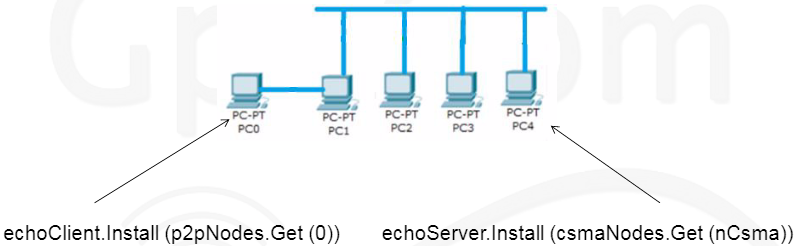 PC-PT PC-PT PC-PT PC-PT PC-PT
PC0 PC1 PC2 PC3 PC4
echoClient.Install (p2pNodes.Get (0)) echoServer.Install (csmaNodes.Get (nCsma))